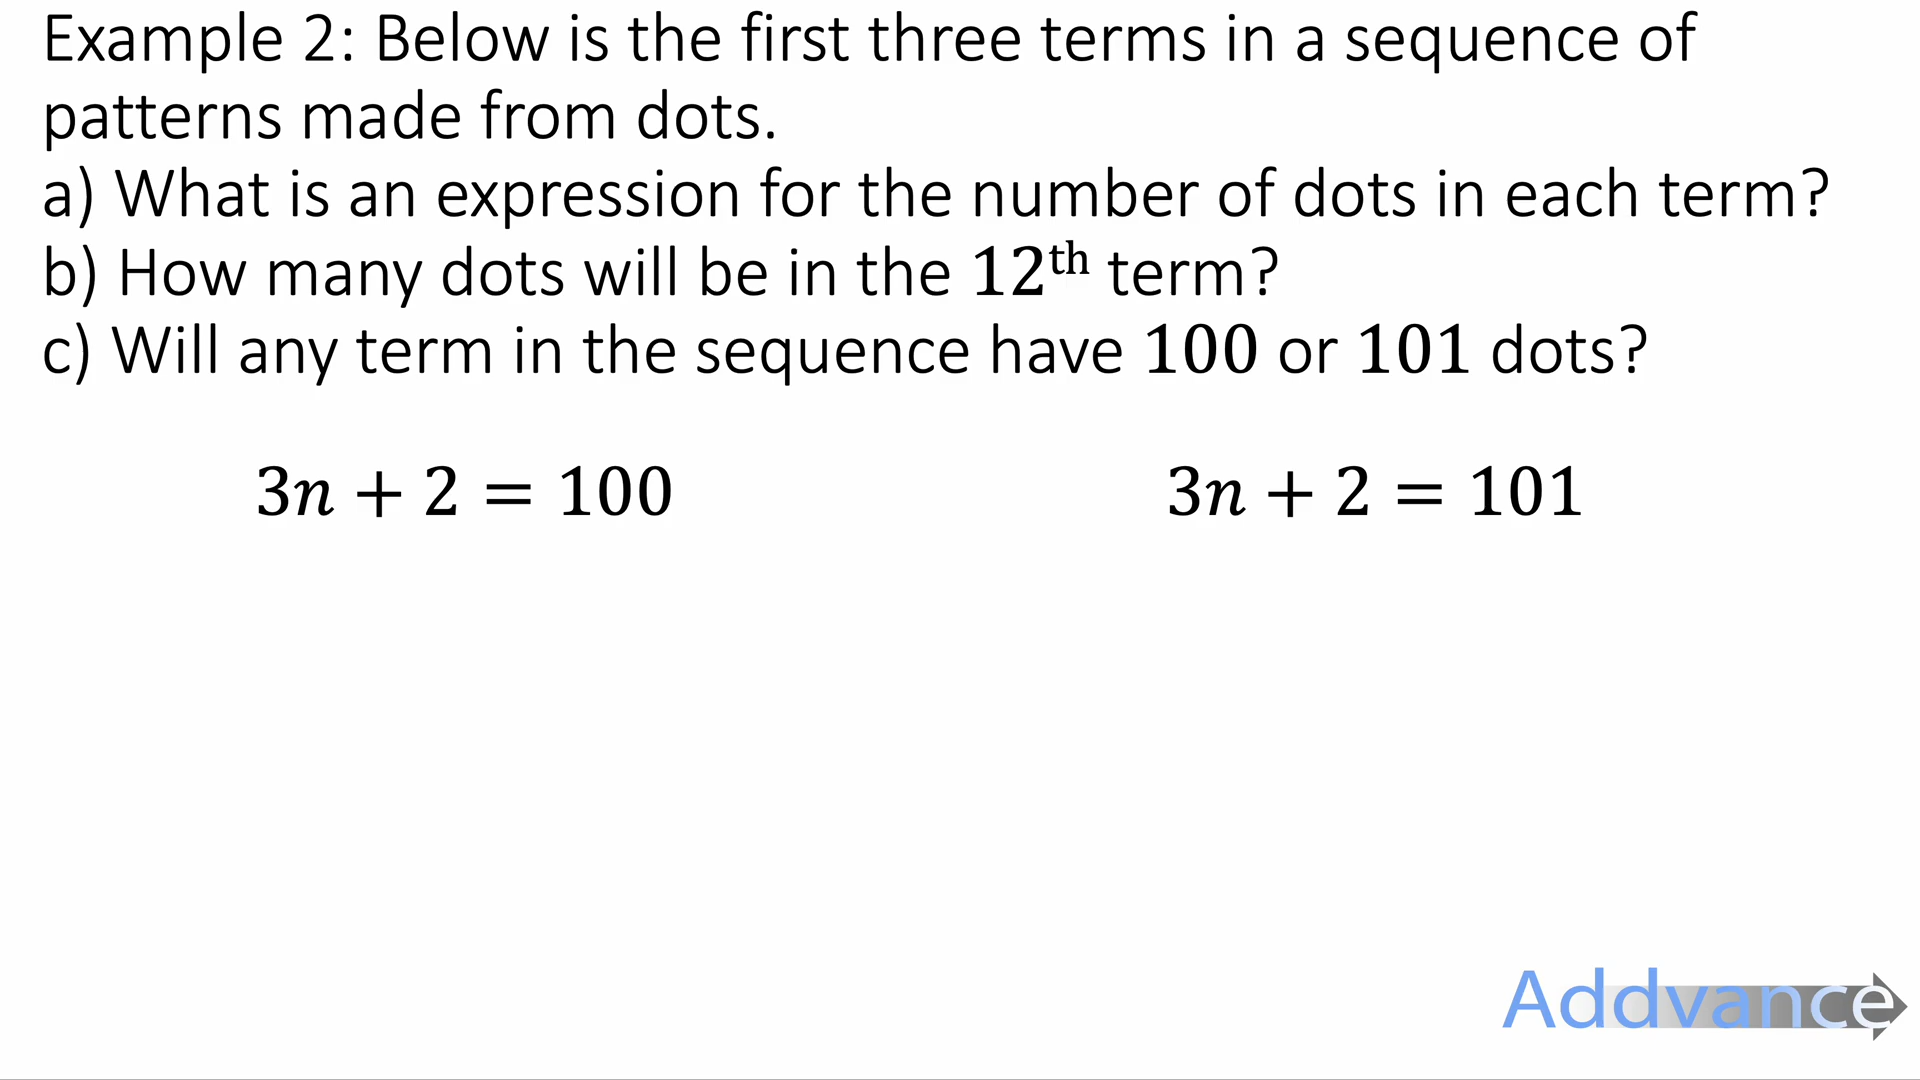 Example 2: Below is the first three terms in a sequence of
patterns made from dots.
a) What is an expression for the number of dots in each term?
b) How many dots will be in the 12th term?
c) Will any term in the sequence have 100 or 101 dots?
3n + 2 = 100
3n + 2 = 101
Addvance